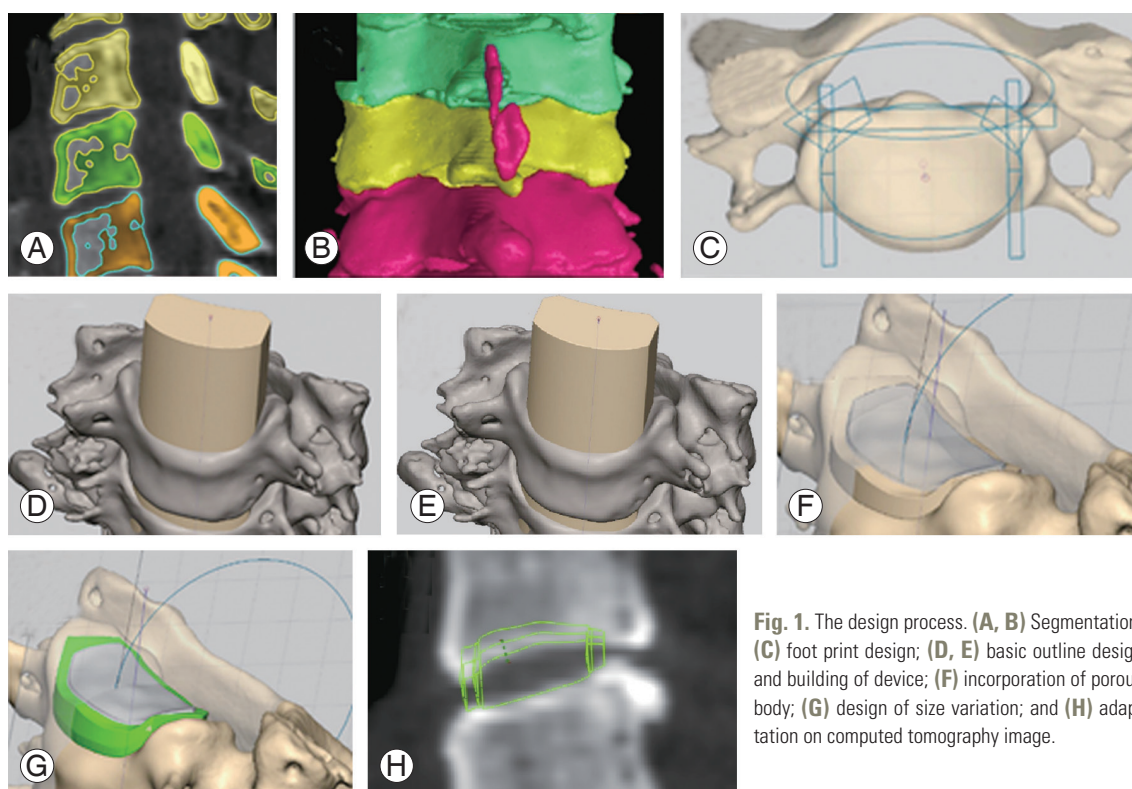 A
B
C
D
E
F
G
H
Fig. 1. The design process. (A, B) Segmentation
(C) foot print design; (D, E) basic outline desig
and building of device; (F) incorporation of porou
body; (G) design of size variation; and (H) adap
tation on computed tomography image.